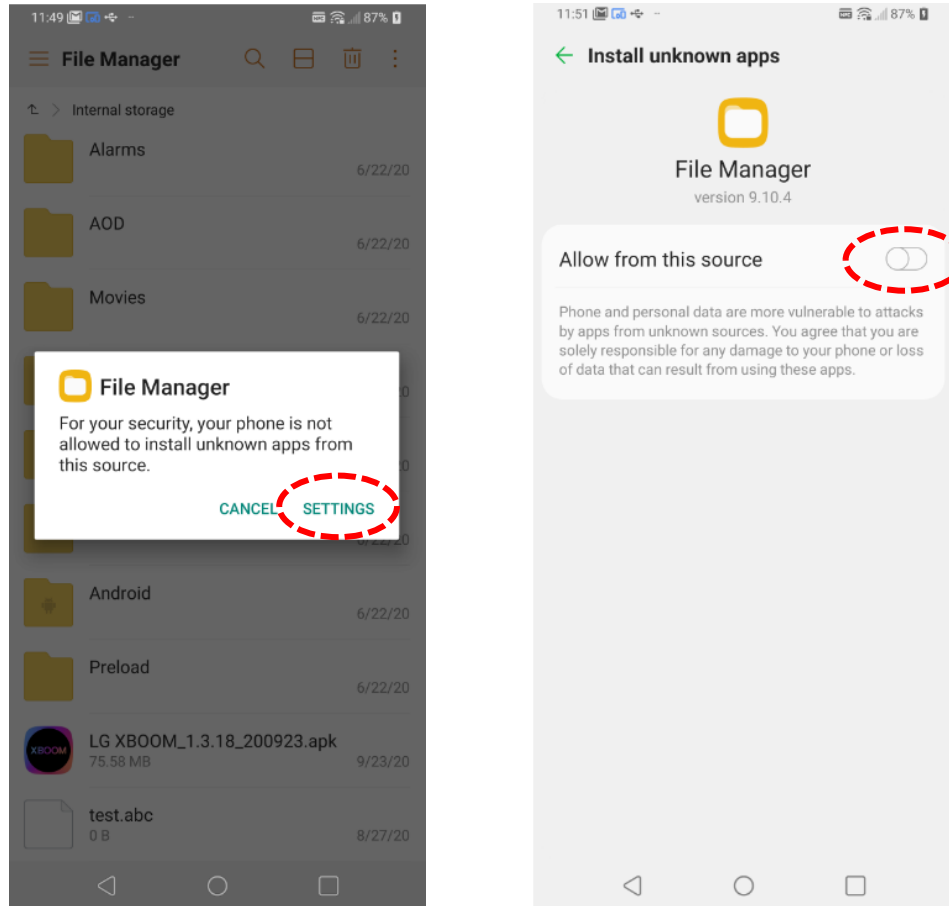 11:49
87%
File Manager
Internal storage
Alarms
6/22/20
AOD
6/22/20
Movies
6/22/20
File Manager
For your security, your phone is not
allowed to install unknown apps from
this source.
CANCEL SETTINGS
6/22/20
Android
6/22/20
Preload
6/22/20
XBOOM
LG XBOOM_1.3.18_200923.apk
75.58 MB 9/23/20
test.abc
0 B 8/27/20
11:51
87%
Install unknown apps
File Manager
version 9.10.4
Allow from this source
Phone and personal data are more vulnerable to attacks
by apps from unknown sources. You agree that you are
solely responsible for any damage to your phone or loss
of data that can result from using these apps.